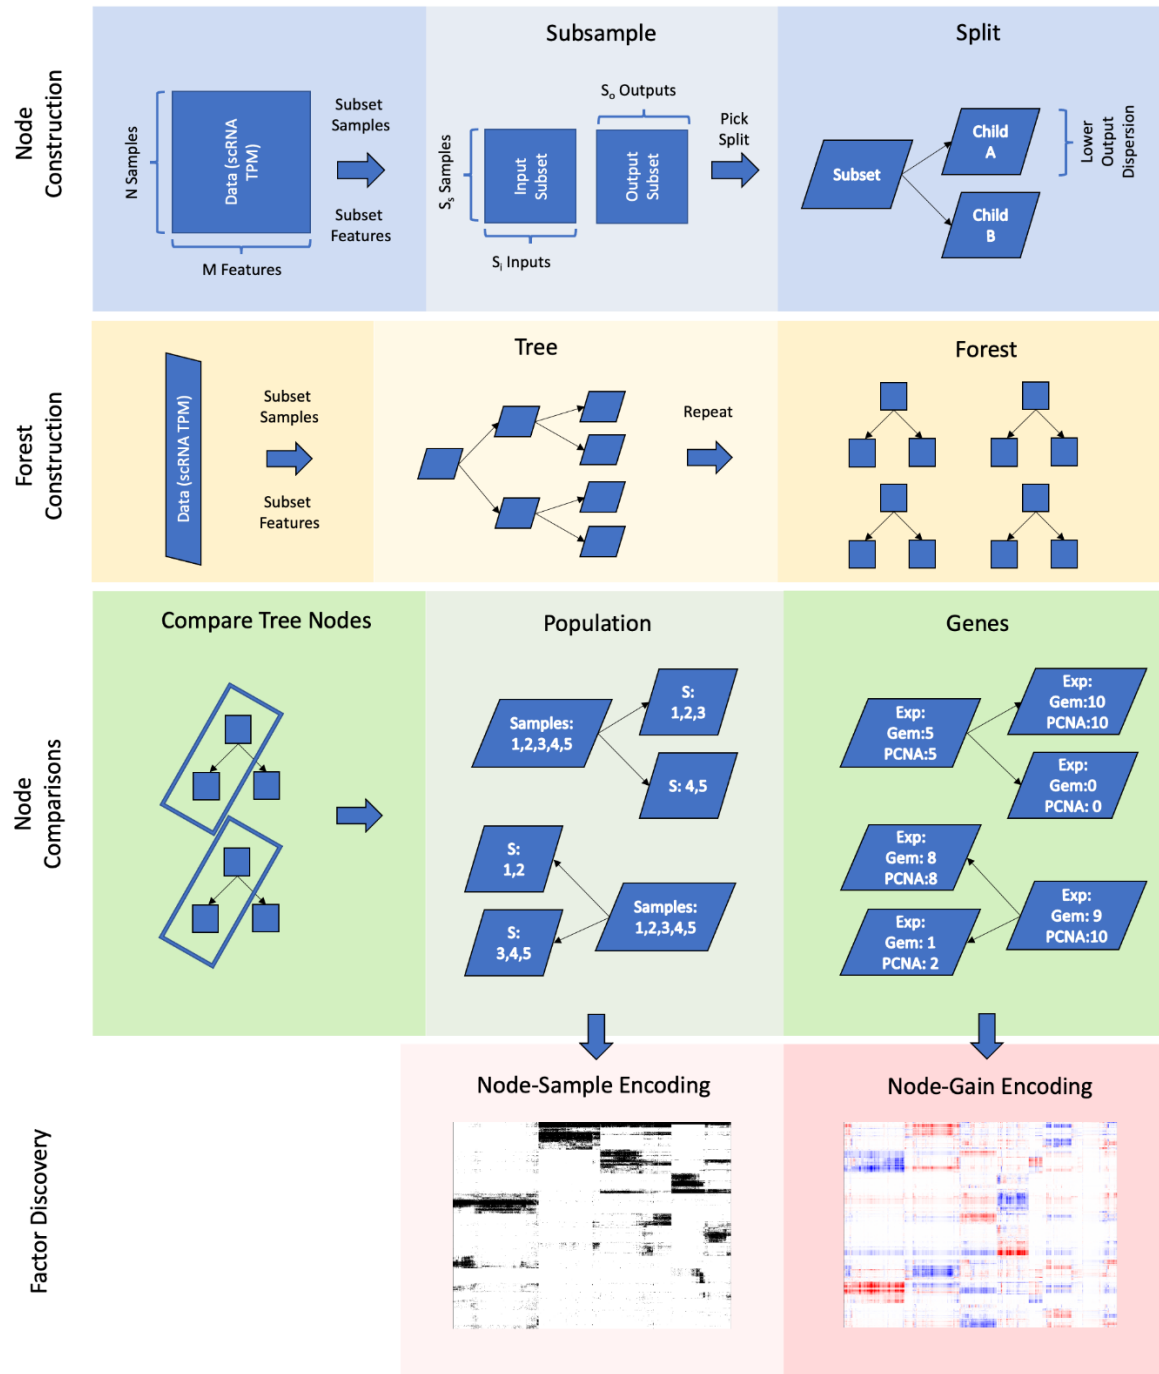 Node
Construction
N Samples
Data (scRNA
TPM)
M Features
Subset
Samples
Subset
Features
Subsample
Ss Samples
Input
Subset
Si Inputs
So Outputs
Output
Subset
Pick
Split
Split
Subset
Child
A
Child
B
Lower
Output
Dispersion
Forest
Construction
Data (scRNA TPM)
Subset
Samples
Subset
Features
Tree
Repeat
Forest
Node
Comparisons
Compare Tree Nodes
Population
Samples:
1,2,3,4,5
S:
1,2,3
S: 4,5
S:
1,2
S:
3,4,5
Samples:
1,2,3,4,5
Genes
Exp:
Gem:5
PCNA:5
Exp:
Gem:10
PCNA:10
Exp:
Gem:0
PCNA: 0
Exp:
Gem: 8
PCNA:8
Exp:
Gem: 1
PCNA: 2
Exp:
Gem: 9
PCNA:10
Factor Discovery
Node-Sample Encoding
Node-Gain Encoding